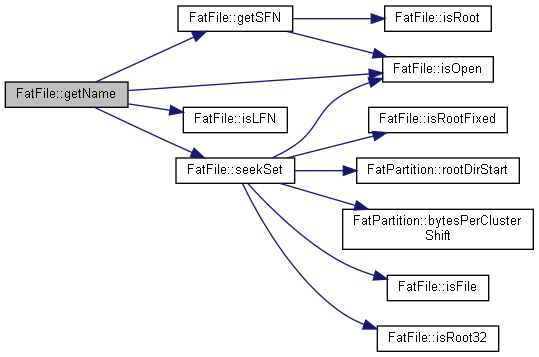 FatFile::getSFN
FatFile::isRoot
FatFile::isOpen
FatFile::getName
FatFile::isLFN
FatFile::isRootFixed
FatFile::seekSet
FatPartition::rootDirStart
FatPartition::bytesPerCluster
Shift
FatFile::isFile
FatFile::isRoot32